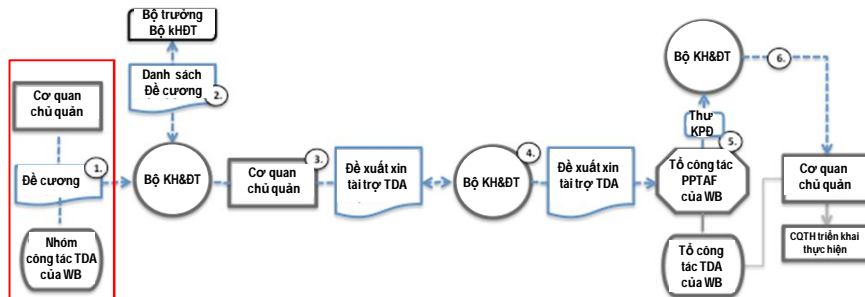 Bộ trưởng
Bộ kHĐT
Danh sách
Đề cương
2.
Cơ quan
chủ quản
Đề cương
1.
Nhóm
công tác TDA
của WB
Bộ KH&ĐT
Cơ quan
chủ quản
3.
Đề xuất xin
tài trợ TDA
Bộ KH&ĐT
4.
Đề xuất xin
tài trợ TDA
Bộ KH&ĐT
6.
Thư
KPĐ
5.
Tổ công tác
PPTAF
của WB
Tổ công
tác TDA
của WB
Cơ quan
chủ quản
CQTH triển khai
thực hiện